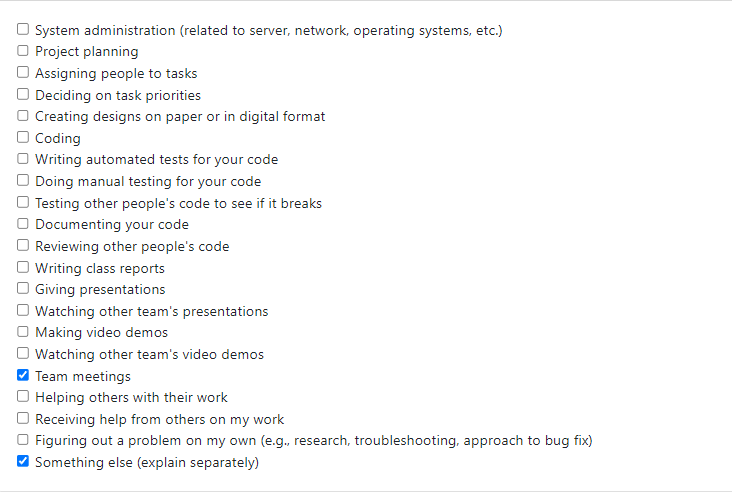 System administration (related to server, network, operating systems, etc.)
Project planning
Assigning people to tasks
Deciding on task priorities
Creating designs on paper or in digital format
Coding
Writing automated tests for your code
Doing manual testing for your code
Testing other people's code to see if it breaks
Documenting your code
Reviewing other people's code
Writing class reports
Giving presentations
Watching other team's presentations
Making video demos
Watching other team's video demos
Team meetings
Helping others with their work
Receiving help from others on my work
Figuring out a problem on my own (e.g., research, troubleshooting, approach to bug fix)
Something else (explain separately)